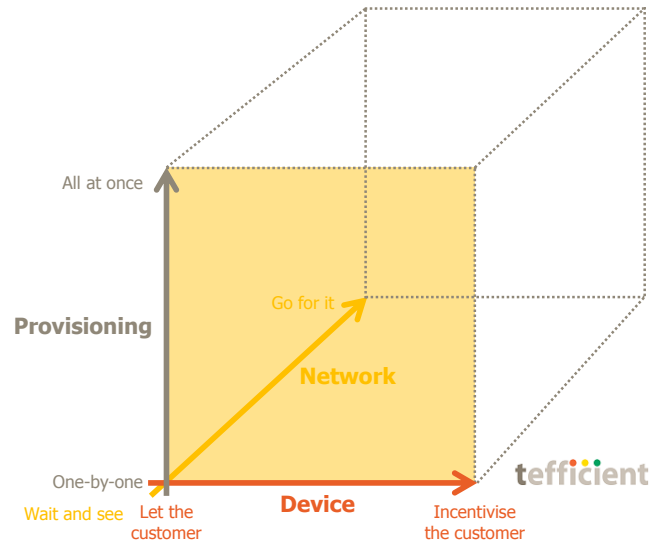 All at once
Go for it
Provisioning
Network
One-by-one
tefficient
Wait and see
Let the
customer
Device
Incentivise
the customer